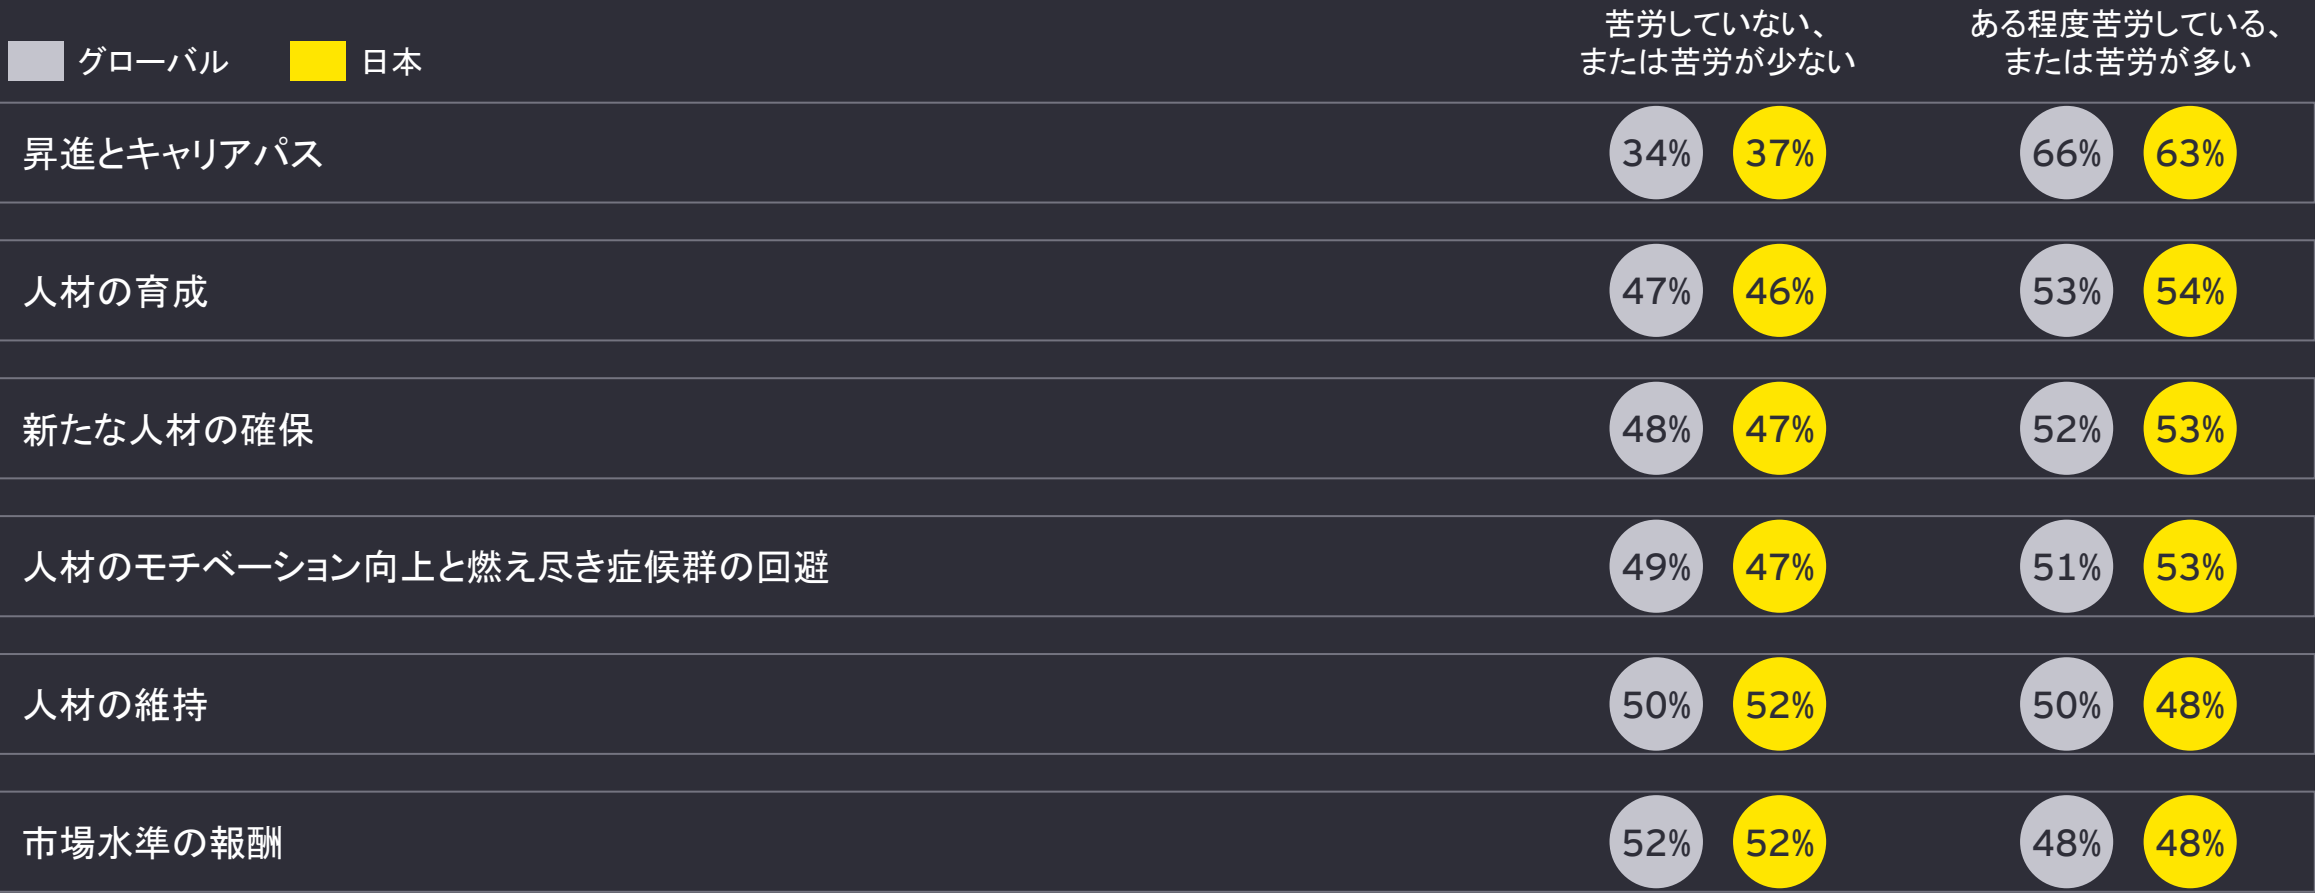 グローバル 日本
苦労していない、
または苦労が少ない
ある程度苦労している、
または苦労が多い
昇進とキャリアパス 34% 37% 66% 63%
人材の育成 47% 46% 53% 54%
新たな人材の確保 48% 47% 52% 53%
人材のモチベーション向上と燃え尽き症候群の回避 49% 47% 51% 53%
人材の維持 50% 52% 50% 48%
市場水準の報酬 52% 52% 48% 48%